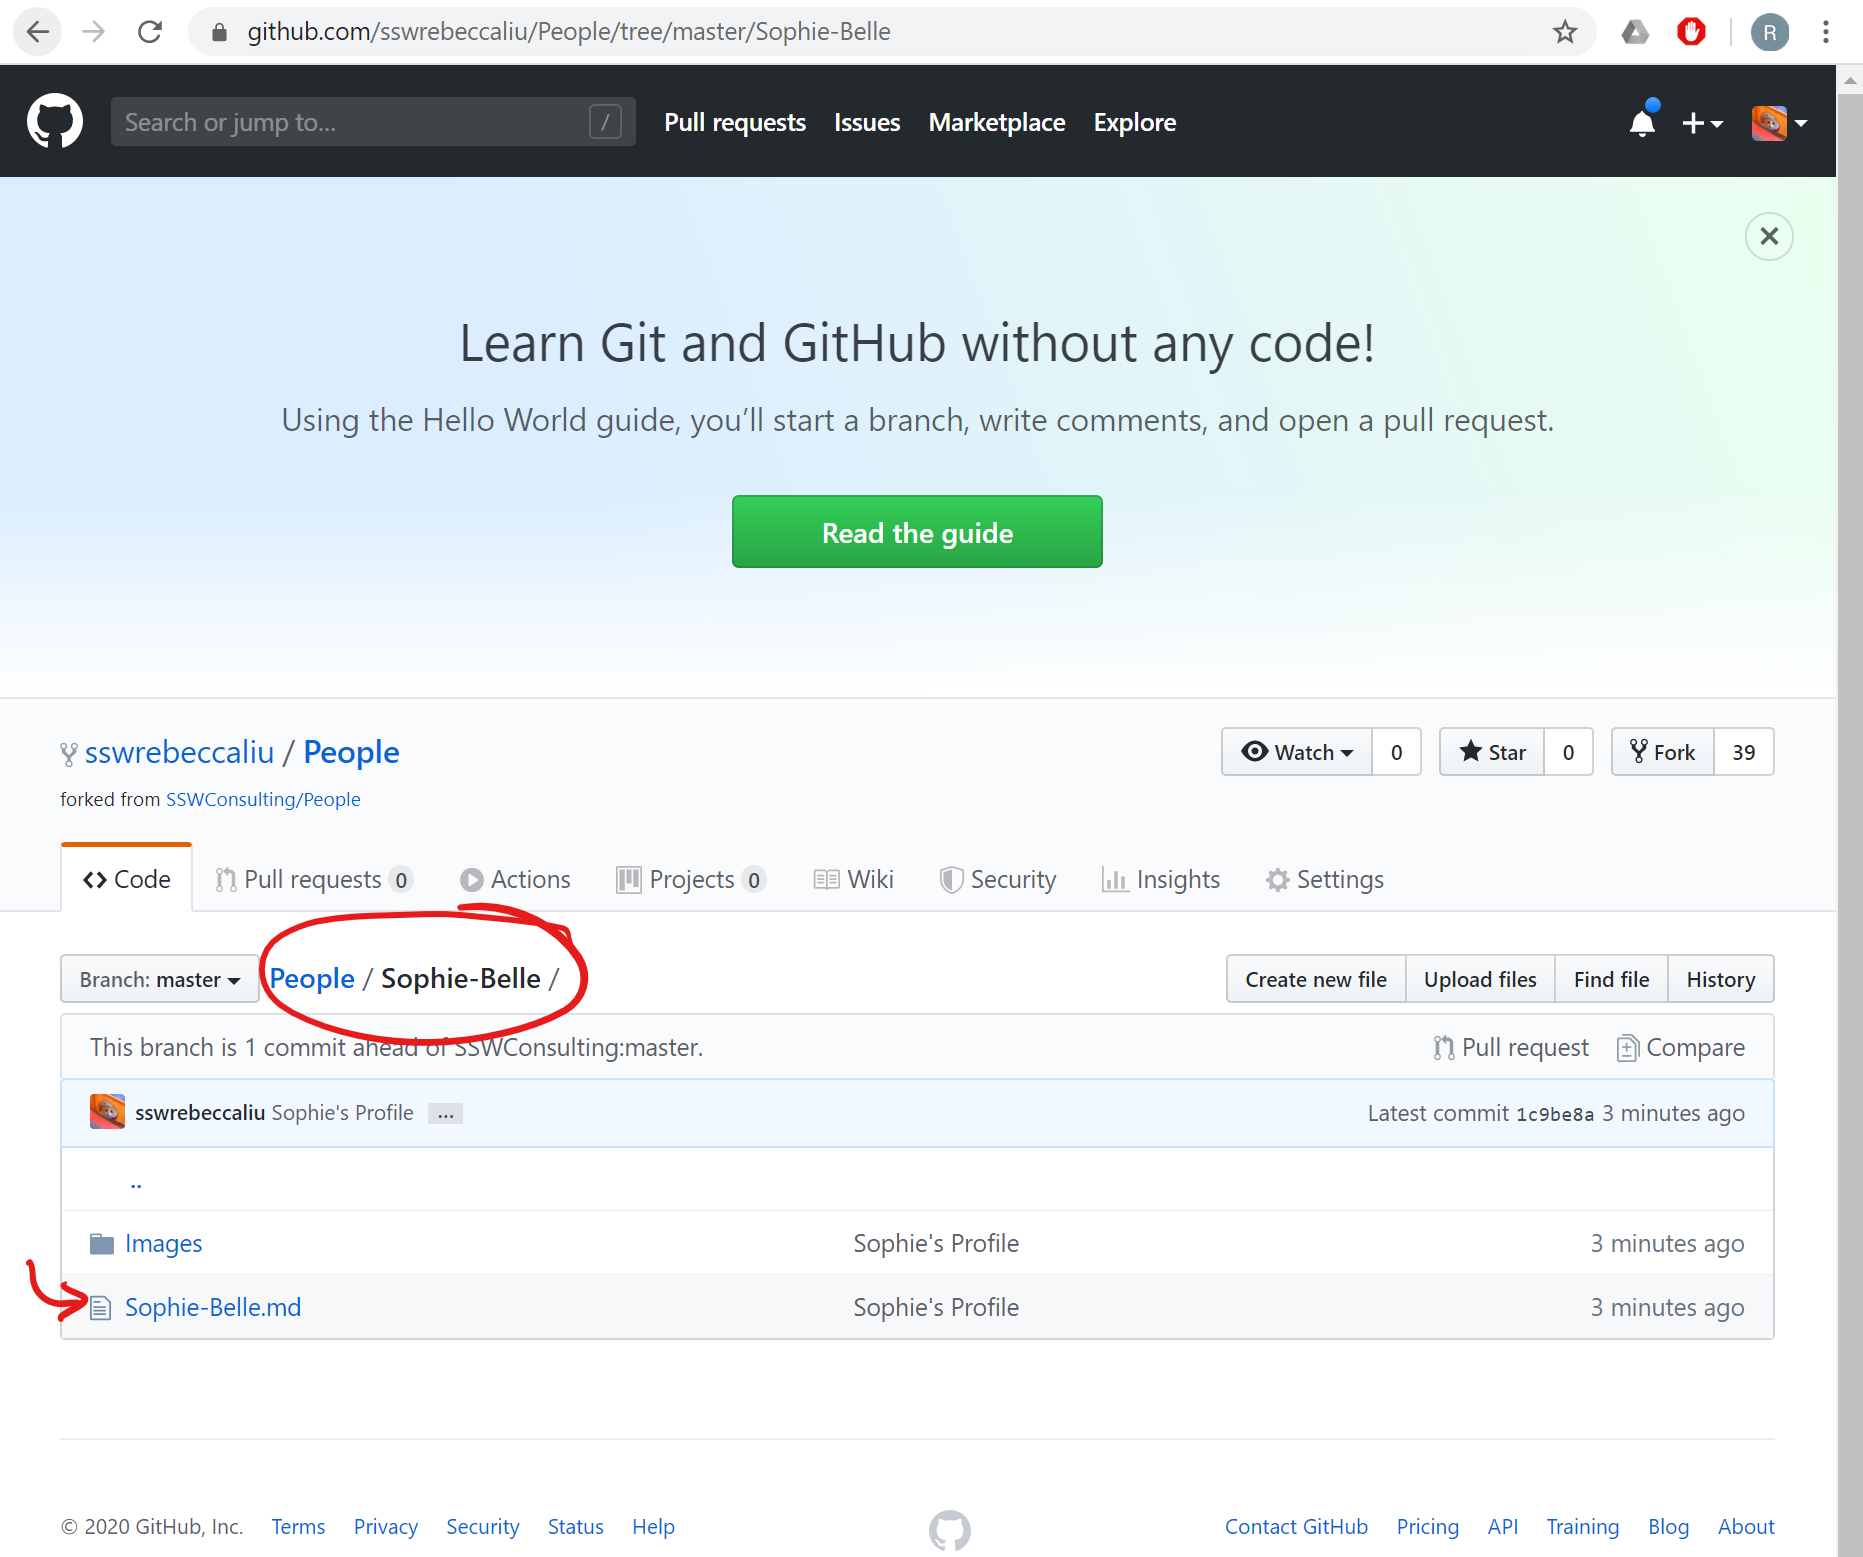 github.com/sswrebeccaliu/People/tree/master/Sophie-Belle
R
Search or jump to...
/
Pull requests Issues Marketplace Explore
Learn Git and GitHub without any code!
Using the Hello World guide, you’ll start a branch, write comments, and open a pull request.
Read the guide
sswrebeccaliu / People
Watch 0 Star 0 Fork 39
forked from SSWConsulting/People
Code Pull requests 0 Actions Projects 0 Wiki Security Insights Settings
Branch: master People / Sophie-Belle / Create new file Upload files Find file History
This branch is 1 commit ahead of SSWConsulting:master. Pull request Compare
sswrebeccaliu Sophie's Profile ... Latest commit 1c9be8a 3 minutes ago
..
Images Sophie's Profile 3 minutes ago
Sophie-Belle.md Sophie's Profile 3 minutes ago
© 2020 GitHub, Inc. Terms Privacy Security Status Help Contact GitHub Pricing API Training Blog About